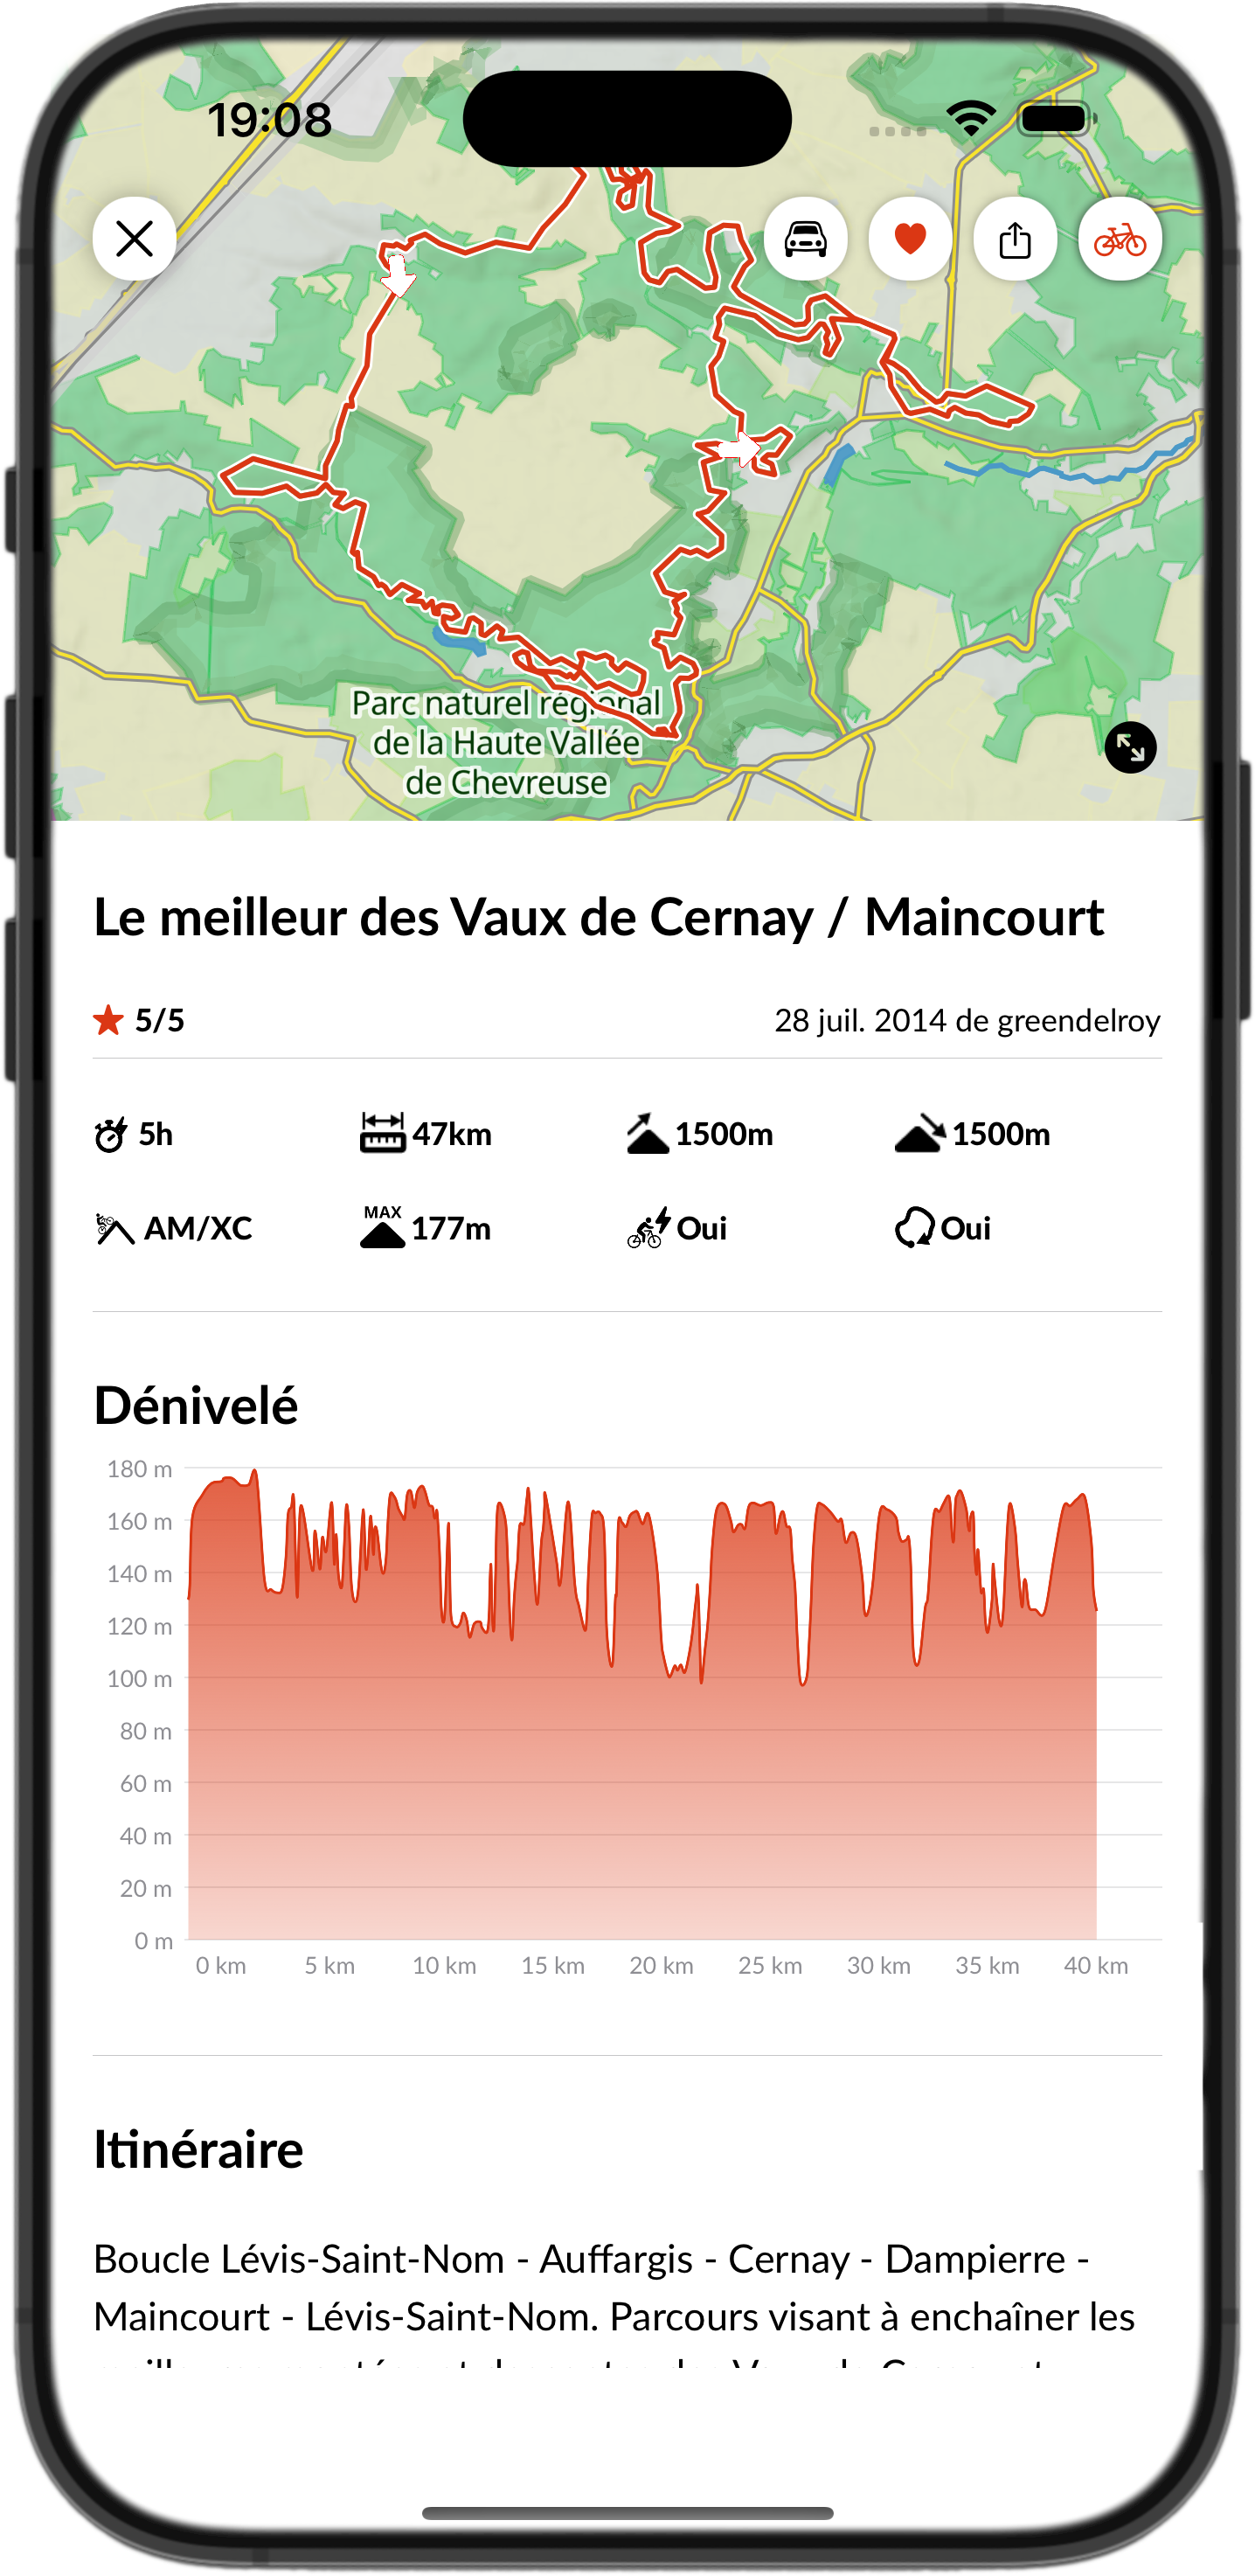 19:08
Parc naturel régional
de la Haute Vallée
de Chevreuse
Le meilleur des Vaux de Cernay / Maincourt
5/5
28 juil. 2014 de greendelroy
5h
47km
1500m
1500m
AM/XC
MAX
177m
Oui
Oui
Dénivelé
180 m
160 m
140 m
120 m
100 m
80 m
60 m
40 m
20 m
0 m
0 km 5 km 10 km 15 km 20 km 25 km 30 km 35 km 40 km
Itinéraire
Boucle Lévis-Saint-Nom - Auffargis - Cernay - Dampierre -
Maincourt - Lévis-Saint-Nom. Parcours visant à enchaîner les